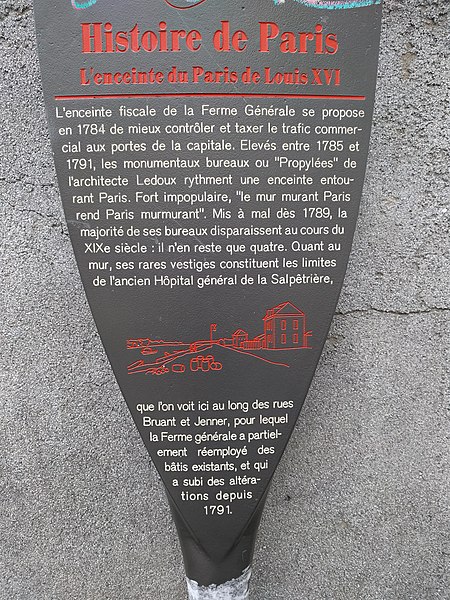 Histoire de Paris
L'enceinte du Paris de Louis XVI
L'enceinte fiscale de la Ferme Générale se propose
en 1784 de mieux contrôler et taxer le trafic commer-
cial aux portes de la capitale. Elevés entre 1785 et
1791, les monumentaux bureaux ou "Propylées" de
l'architecte Ledoux rythment une enceinte entou-
rant Paris. Fort impopulaire, "le mur murant Paris
rend Paris murmurant". Mis à mal dès 1789, la
majorité de ses bureaux disparaissent au cours du
XIXe siècle : il n'en reste que quatre. Quant au
mur, ses rares vestiges constituent les limites
de l'ancien Hôpital général de la Salpêtrière,
que l'on voit ici au long des rues
Bruant et Jenner, pour lequel
la Ferme générale a partiel-
ement réemployé des
bâtis existants, et qui
a subi des altéra-
tions depuis
1791.